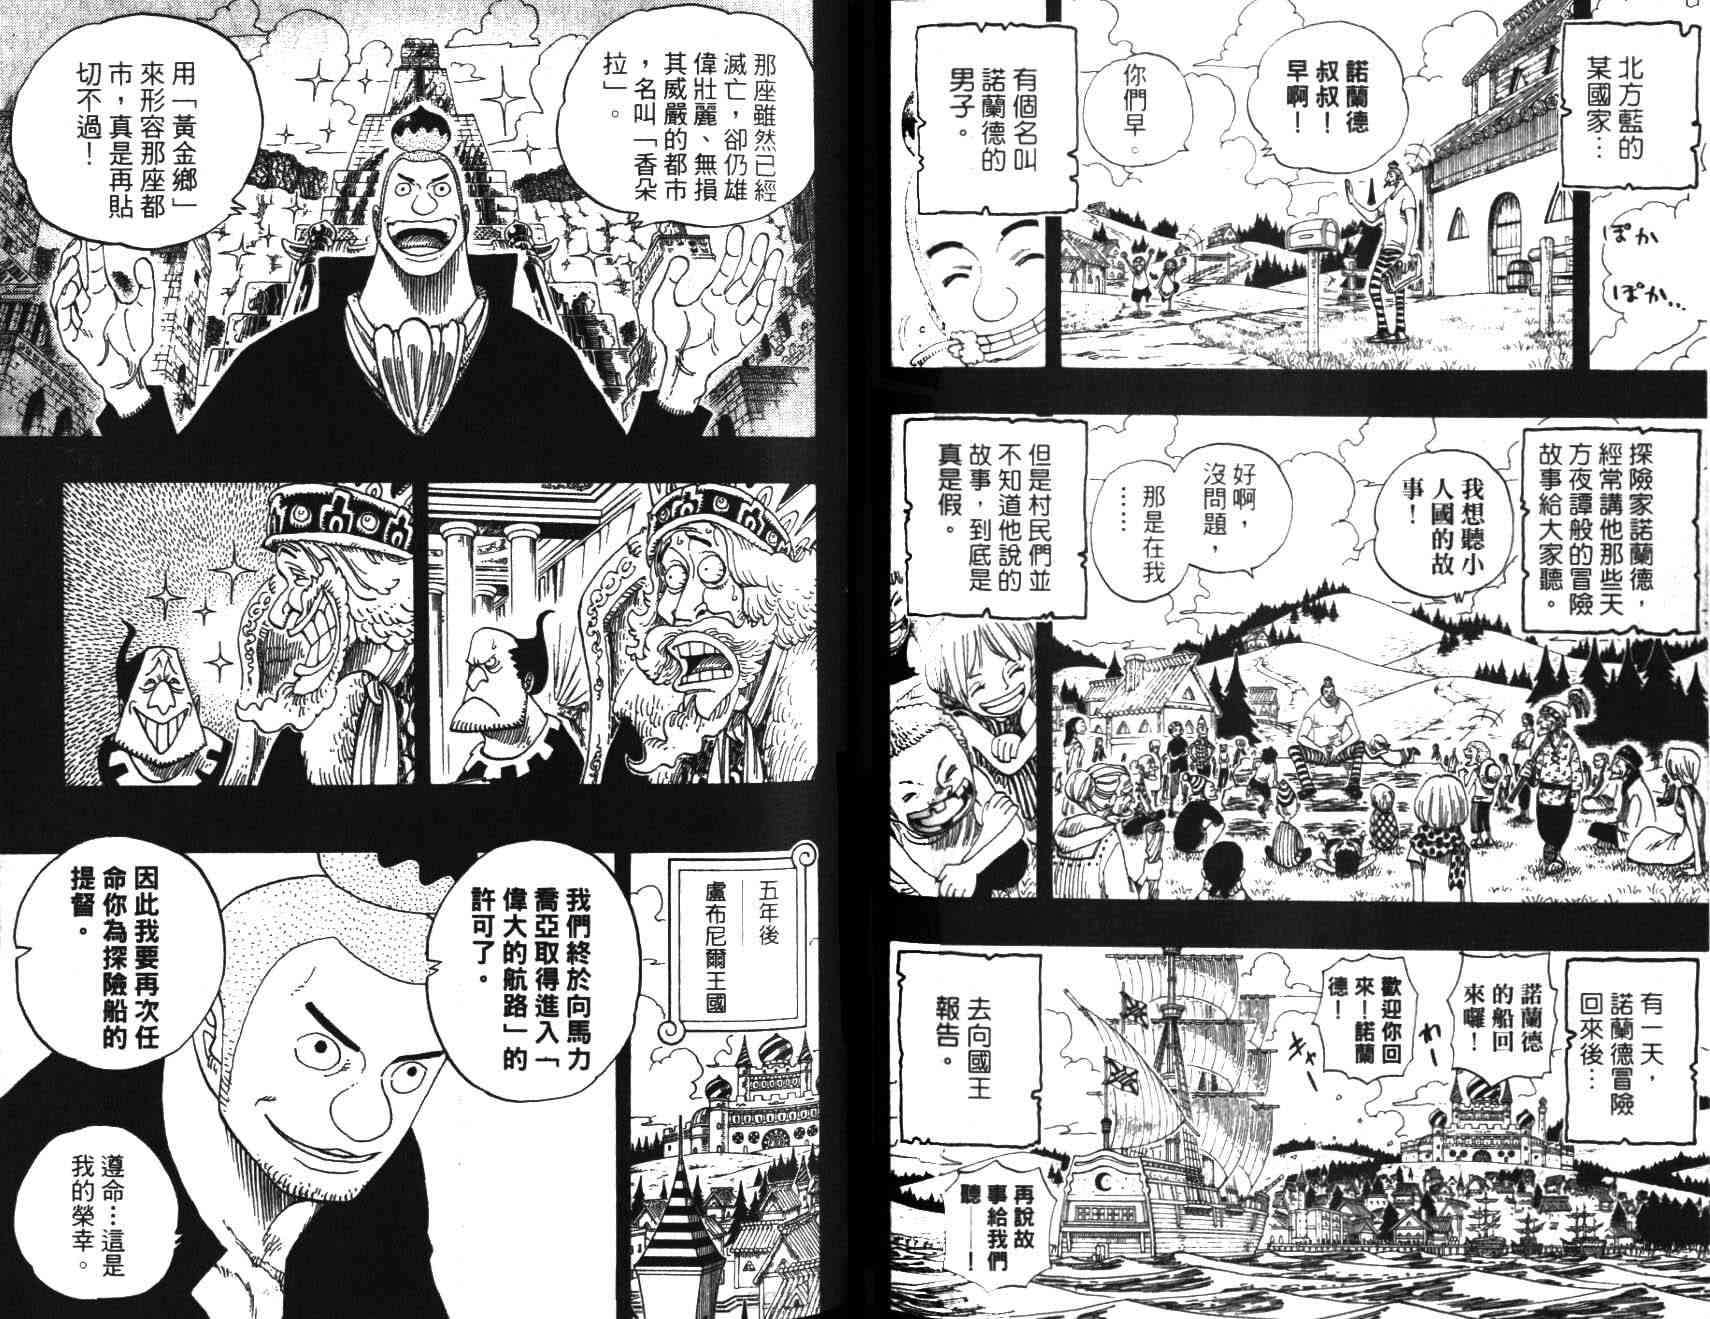 北方藍的
某國家…
諾蘭德
叔叔！
早啊！
你們早。
有個名叫
諾蘭德的
男子。
ぽか
ぽか..
探險家諾蘭德，
經常講他那些天
方夜譚般的冒險
故事給大家聽。
我想聽小
人國的故
事！
好啊，
沒問題，
那是在我
……
但是村民們並
不知道他說的
故事，到底是
真是假。
有一天，
諾蘭德冒險
回來後…
諾蘭德
的船回
來囉！
わー
歡迎你回
來！諾蘭
德！
キャー
去向國王
報告。
再說故
事給我們
聽——！
那座雖然已經
滅亡，卻仍雄
偉壯麗、無損
其威嚴的都市
，名叫「香朵
拉」。
用「黃金鄉」
來形容那座都
市，真是再貼
切不過！
五年後
——
盧布尼爾王國
我們終於向馬力
喬亞取得進入「
偉大的航路」的
許可了。
因此我要再次任
命你為探險船的
提督。
遵命…這是
我的榮幸。